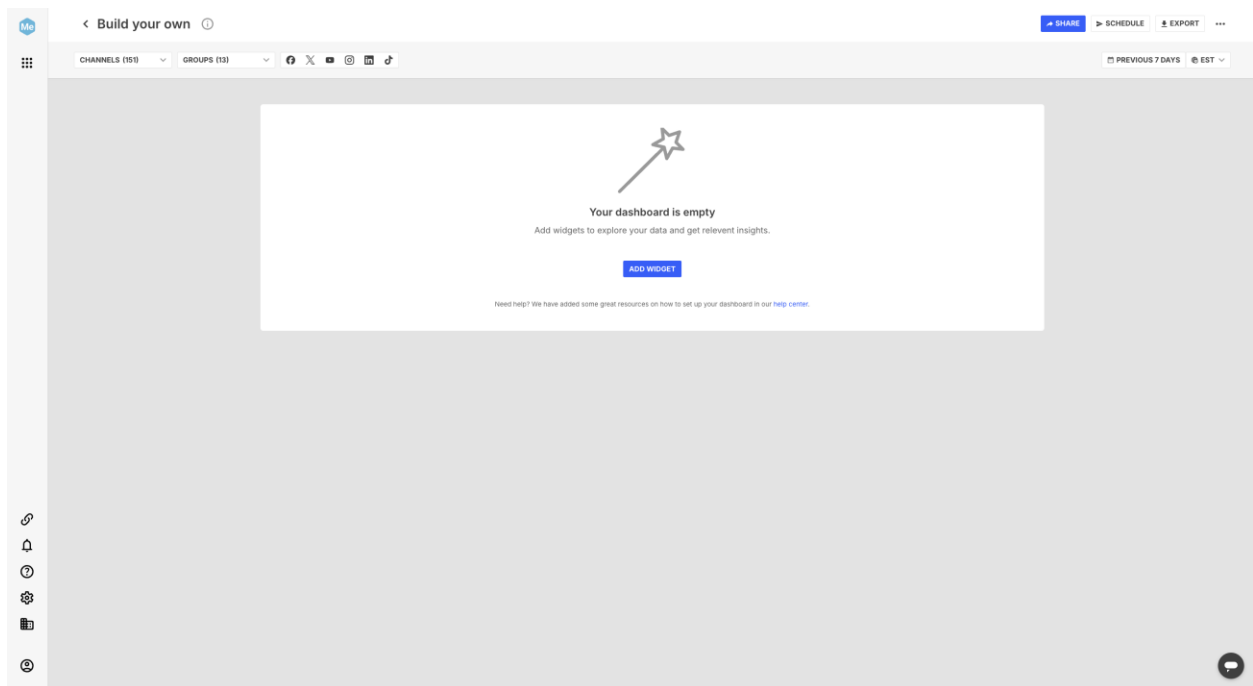 Me
Build your own
SHARE
SCHEDULE
EXPORT
CHANNELS (151)
GROUPS (13)
PREVIOUS 7 DAYS
EST
Your dashboard is empty
Add widgets to explore your data and get relevent insights.
ADD WIDGET
Need help? We have added some great resources on how to set up your dashboard in our help center.